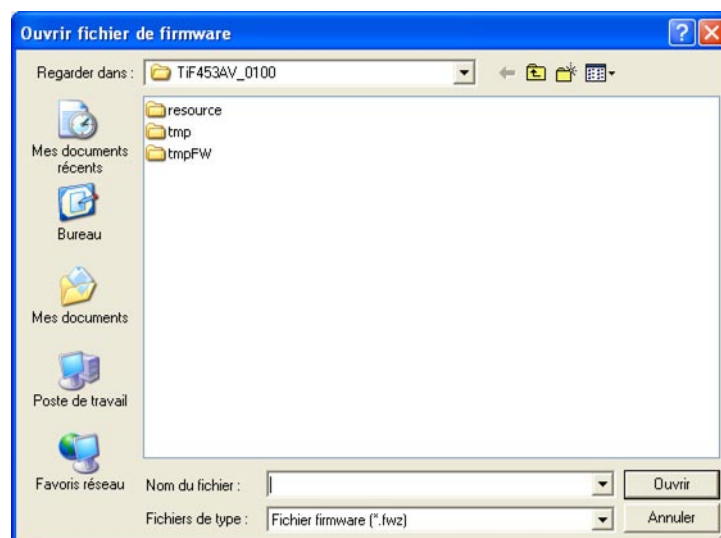 Ouvrir fichier de firmware
Regarder dans :
TiF453AV_0100
resource
tmp
tmpFW
Mes documents
récents
Bureau
Mes documents
Poste de travail
Favoris réseau
Nom du fichier :
Ouvrir
Fichiers de type :
Fichier firmware (*.fwz)
Annuler